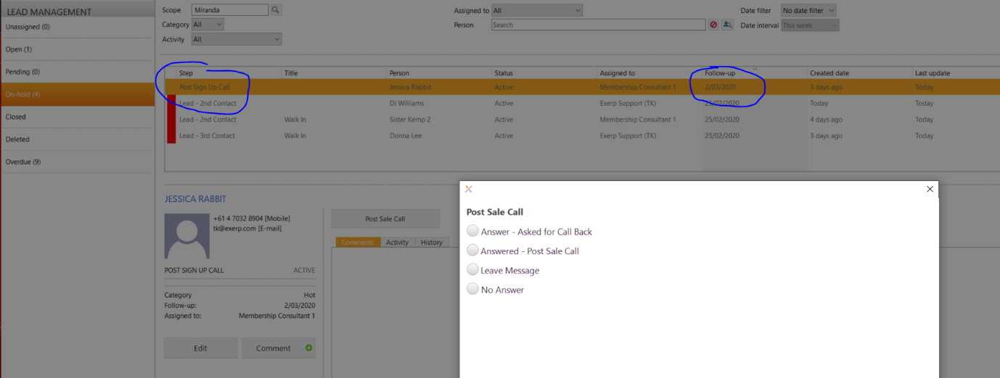 LEAD MANAGEMENT
Unassigned (0)
Open (1)
Pending (0)
On-hold (4)
Closed
Deleted
Overdue (9)
Scope Miranda Assigned to All Date filter No date filter
Category All Person Search Date interval This week
Activity All
Step Title Person Status Assigned to Follow-up Created date Last update
Post Sign Up Call Jessica Rabbit Active Membership Consultant 1 2/03/2020 3 days ago Today
Lead - 2nd Contact Di Williams Active Exerp Support (TK) 25/02/2020 Today Today
Lead - 2nd Contact Walk In Sister Kemp 2 Active Membership Consultant 1 25/02/2020 4 days ago Today
Lead - 3rd Contact Walk In Donna Lee Active Exerp Support (TK) 25/02/2020 3 days ago Today
JESSICA RABBIT
+61 4 7032 8904 [Mobile]
tk@exerp.com [E-mail]
POST SIGN UP CALL ACTIVE
Category Hot
Follow-up: 2/03/2020
Assigned to: Membership Consultant 1
Edit Comment
Post Sale Call
Comments Activity History
Post Sale Call
Answer - Asked for Call Back
Answered - Post Sale Call
Leave Message
No Answer